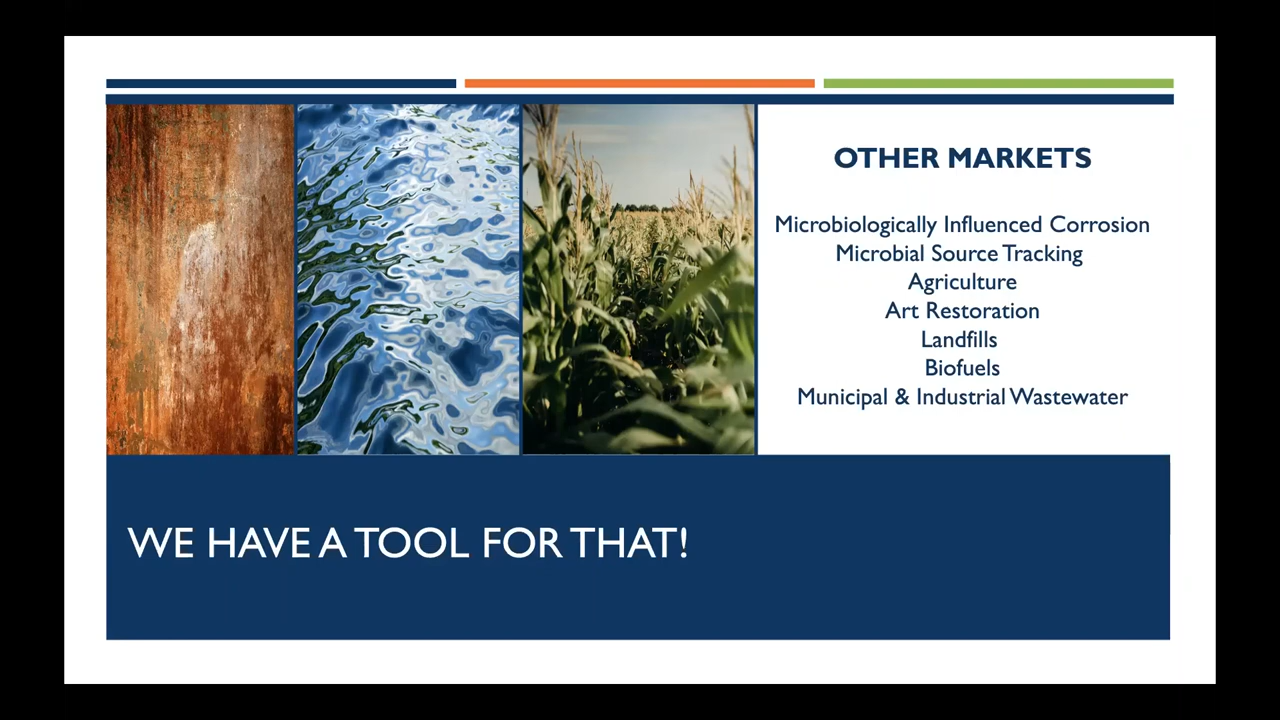 OTHER MARKETS
Microbiologically Influenced Corrosion
Microbial Source Tracking
Agriculture
Art Restoration
Landfills
Biofuels
Municipal & Industrial Wastewater
WE HAVE A TOOL FOR THAT!